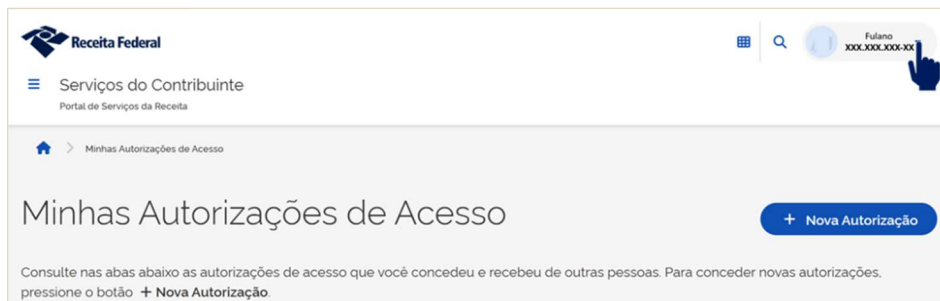 Receita Federal
Fulano
xxx.xxx.xxx-xx
Serviços do Contribuinte
Portal de Serviços da Receita
Minhas Autorizações de Acesso
Minhas Autorizações de Acesso
+ Nova Autorização
Consulte nas abas abaixo as autorizações de acesso que você concedeu e recebeu de outras pessoas. Para conceder novas autorizações,
pressione o botão + Nova Autorização.